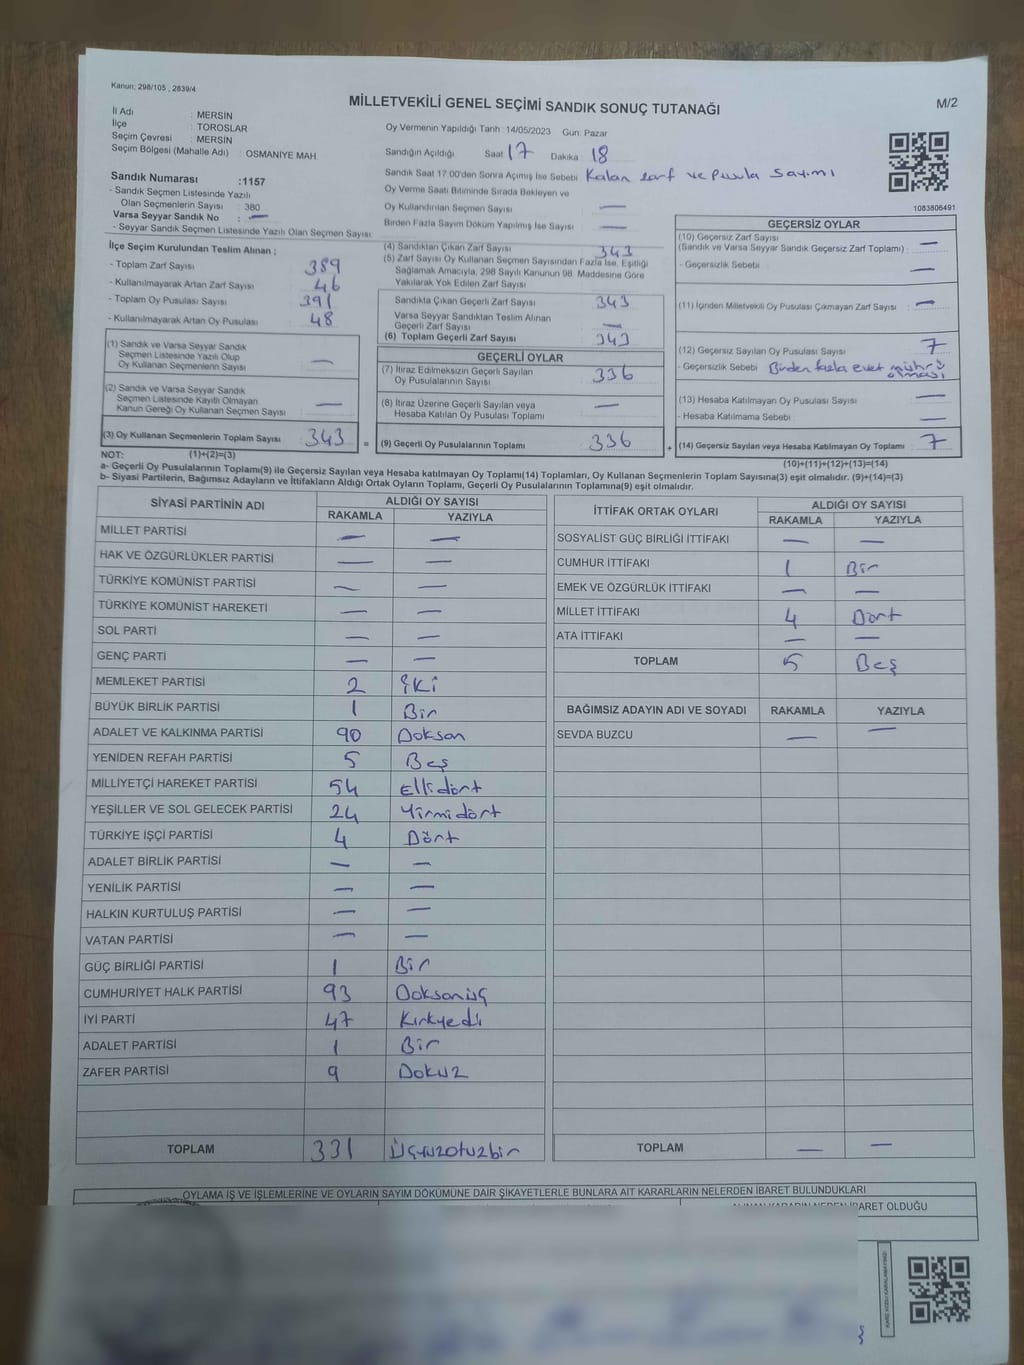 Kanun: 298/105 , 2839/4
MİLLETVEKİLİ GENEL SEÇİMİ SANDIK SONUÇ TUTANAĞI
M/2
İl Adı : MERSİN
İlçe : TOROSLAR
Seçim Çevresi : MERSİN
Seçim Bölgesi (Mahalle Adı) : OSMANİYE MAH.
Oy Vermenin Yapıldığı Tarih :14/05/2023 Gün: Pazar
Sandığın Açıldığı Saat 17 Dakika 18
Sandık Saat 17.00'den Sonra Açılmış İse Sebebi Kalan zarf ve pusula sayımı
Oy Verme Saati Bitiminde Sırada Bekleyen ve
Oy Kullandırılan Seçmen Sayısı —
Birden Fazla Sayım Döküm Yapılmış İse Sayısı —
1083806491
Sandık Numarası :1157
- Sandık Seçmen Listesinde Yazılı
Olan Seçmenlerin Sayısı : 380
Varsa Seyyar Sandık No : —
- Seyyar Sandık Seçmen Listesinde Yazılı Olan Seçmen Sayısı:
İlçe Seçim Kurulundan Teslim Alınan ;
- Toplam Zarf Sayısı 389
- Kullanılmayarak Artan Zarf Sayısı 46
- Toplam Oy Pusulası Sayısı 391
- Kullanılmayarak Artan Oy Pusulası 48
(1) Sandık ve Varsa Seyyar Sandık
Seçmen Listesinde Yazılı Olup
Oy Kullanan Seçmenlerin Sayısı —
(2) Sandık ve Varsa Seyyar Sandık
Seçmen Listesinde Kayıtlı Olmayan
Kanun Gereği Oy Kullanan Seçmen Sayısı —
(3) Oy Kullanan Seçmenlerin Toplam Sayısı 343
(4) Sandıktan Çıkan Zarf Sayısı 343
(5) Zarf Sayısı Oy Kullanan Seçmen Sayısından Fazla İse, Eşitliği
Sağlamak Amacıyla, 298 Sayılı Kanunun 98. Maddesine Göre
Yakılarak Yok Edilen Zarf Sayısı
Sandıkta Çıkan Geçerli Zarf Sayısı 343
Varsa Seyyar Sandıktan Teslim Alınan
Geçerli Zarf Sayısı —
(6) Toplam Geçerli Zarf Sayısı 343
GEÇERLİ OYLAR
(7) İtiraz Edilmeksizin Geçerli Sayılan
Oy Pusulalarının Sayısı 336
(8) İtiraz Üzerine Geçerli Sayılan veya
Hesaba Katılan Oy Pusulası Toplamı —
= (9) Geçerli Oy Pusulalarının Toplamı 336
GEÇERSİZ OYLAR
(10) Geçersiz Zarf Sayısı
(Sandık ve Varsa Seyyar Sandık Geçersiz Zarf Toplamı) : —
- Geçersizlik Sebebi —
(11) İçinden Milletvekili Oy Pusulası Çıkmayan Zarf Sayısı : —
(12) Geçersiz Sayılan Oy Pusulası Sayısı : 7
- Geçersizlik Sebebi Birden fazla evet mührü
olması
(13) Hesaba Katılmayan Oy Pusulası Sayısı : —
- Hesaba Katılmama Sebebi : —
+ (14) Geçersiz Sayılan veya Hesaba Katılmayan Oy Toplamı : 7
NOT: (1)+(2)=(3)
(10)+(11)+(12)+(13)=(14)
a- Geçerli Oy Pusulalarının Toplamı(9) ile Geçersiz Sayılan veya Hesaba katılmayan Oy Toplamı(14) Toplamları, Oy Kullanan Seçmenlerin Toplam Sayısına(3) eşit olmalıdır. (9)+(14)=(3)
b- Siyasi Partilerin, Bağımsız Adayların ve İttifakların Aldığı Ortak Oyların Toplamı, Geçerli Oy Pusulalarının Toplamına(9) eşit olmalıdır.
SİYASİ PARTİNİN ADI ALDIĞI OY SAYISI
RAKAMLA YAZIYLA
MİLLET PARTİSİ — —
HAK VE ÖZGÜRLÜKLER PARTİSİ — —
TÜRKİYE KOMÜNİST PARTİSİ — —
TÜRKİYE KOMÜNİST HAREKETİ — —
SOL PARTİ — —
GENÇ PARTİ — —
MEMLEKET PARTİSİ 2 İki
BÜYÜK BİRLİK PARTİSİ 1 Bir
ADALET VE KALKINMA PARTİSİ 90 Doksan
YENİDEN REFAH PARTİSİ 5 Beş
MİLLİYETÇİ HAREKET PARTİSİ 54 Ellidört
YEŞİLLER VE SOL GELECEK PARTİSİ 24 Yirmidört
TÜRKİYE İŞÇİ PARTİSİ 4 Dört
ADALET BİRLİK PARTİSİ — —
YENİLİK PARTİSİ — —
HALKIN KURTULUŞ PARTİSİ — —
VATAN PARTİSİ — —
GÜÇ BİRLİĞİ PARTİSİ 1 Bir
CUMHURİYET HALK PARTİSİ 93 Doksanüç
İYİ PARTİ 47 Kırkyedi
ADALET PARTİSİ 1 Bir
ZAFER PARTİSİ 9 Dokuz
TOPLAM 331 Üçyüzotuzbir
İTTİFAK ORTAK OYLARI ALDIĞI OY SAYISI
RAKAMLA YAZIYLA
SOSYALİST GÜÇ BİRLİĞİ İTTİFAKI — —
CUMHUR İTTİFAKI 1 Bir
EMEK VE ÖZGÜRLÜK İTTİFAKI — —
MİLLET İTTİFAKI 4 Dört
ATA İTTİFAKI — —
TOPLAM 5 Beş
BAĞIMSIZ ADAYIN ADI VE SOYADI RAKAMLA YAZIYLA
SEVDA BUZCU — —
TOPLAM — —
OYLAMA İŞ VE İŞLEMLERİNE VE OYLARIN SAYIM DÖKÜMÜNE DAİR ŞİKAYETLERLE BUNLARA AİT KARARLARIN NELERDEN İBARET BULUNDUKLARI
ALINAN KARARIN NEDEN İBARET OLDUĞU